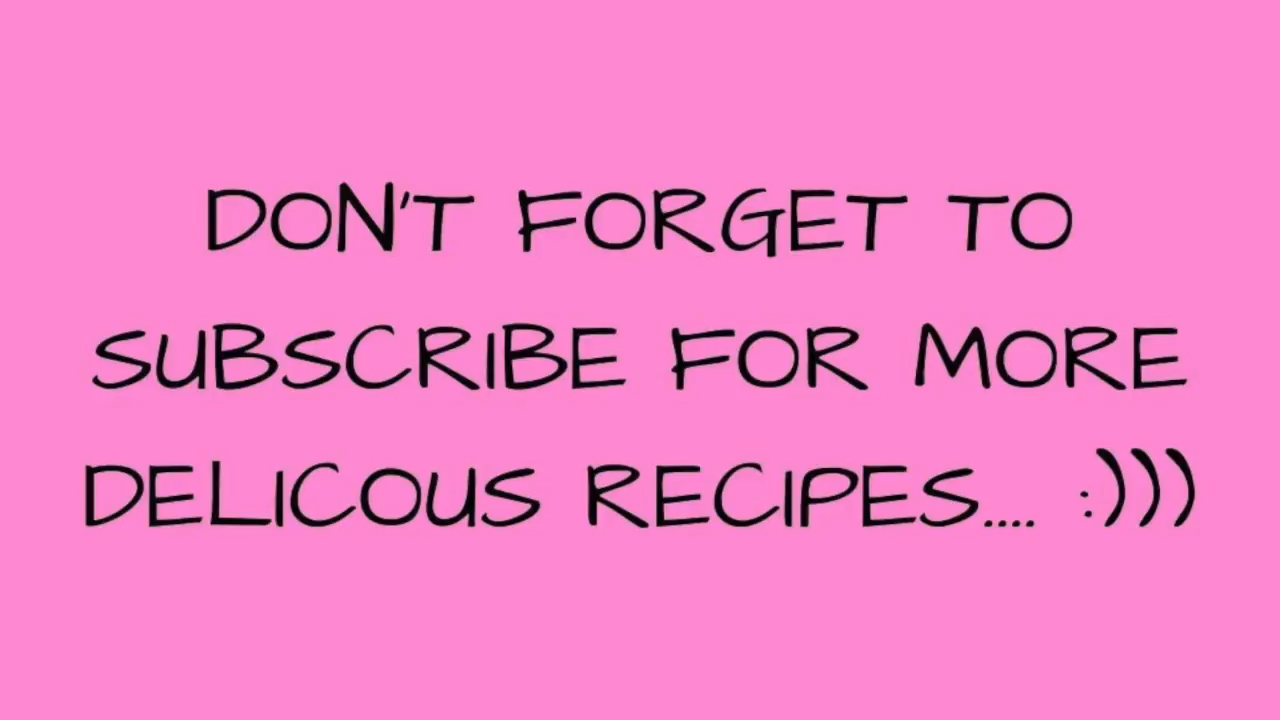 DON'T FORGET TO
SUBSCRIBE FOR MORE
DELICOUS RECIPES.... :)))